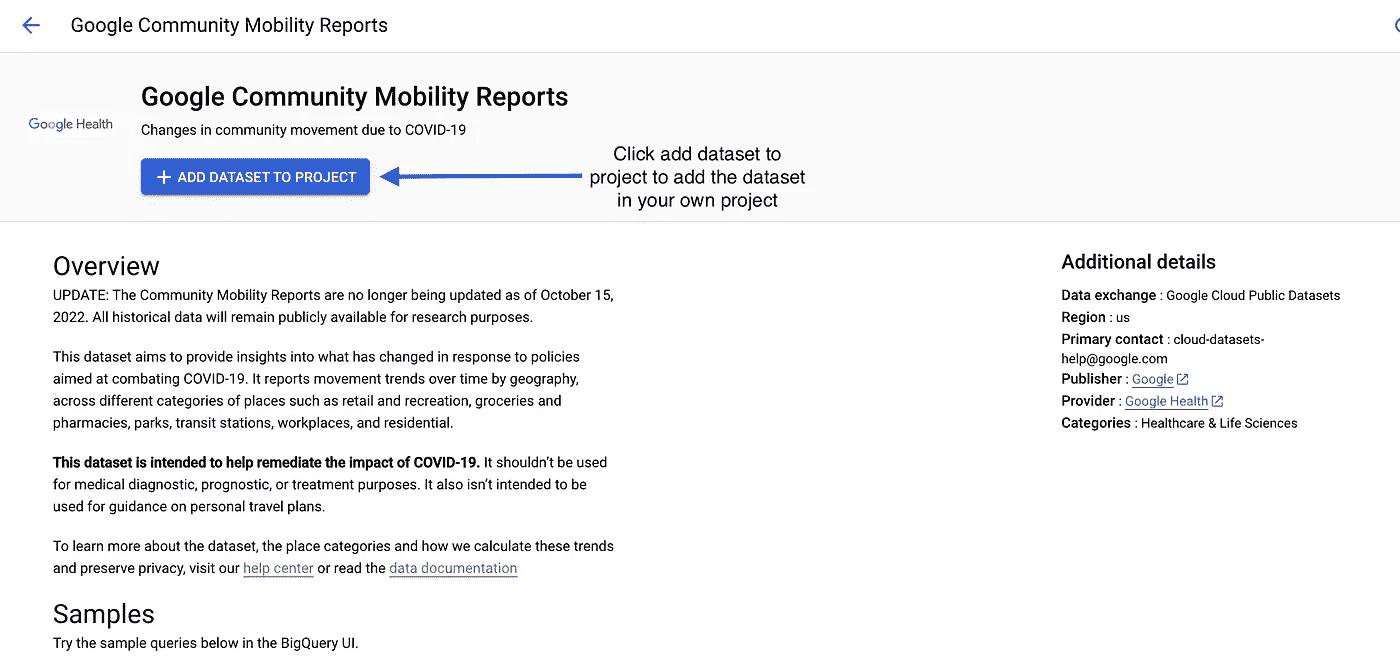 Google Community Mobility Reports
Google Health
Google Community Mobility Reports
Changes in community movement due to COVID-19
ADD DATASET TO PROJECT
Click add dataset to
project to add the dataset
in your own project
Overview
UPDATE: The Community Mobility Reports are no longer being updated as of October 15,
2022. All historical data will remain publicly available for research purposes.
This dataset aims to provide insights into what has changed in response to policies
aimed at combating COVID-19. It reports movement trends over time by geography,
across different categories of places such as retail and recreation, groceries and
pharmacies, parks, transit stations, workplaces, and residential.
This dataset is intended to help remediate the impact of COVID-19. It shouldn't be used
for medical diagnostic, prognostic, or treatment purposes. It also isn't intended to be
used for guidance on personal travel plans.
To learn more about the dataset, the place categories and how we calculate these trends
and preserve privacy, visit our help center or read the data documentation
Samples
Try the sample queries below in the BigQuery UI.
Additional details
Data exchange : Google Cloud Public Datasets
Region : us
Primary contact : cloud-datasets-
help@google.com
Publisher : Google
Provider : Google Health
Categories : Healthcare & Life Sciences